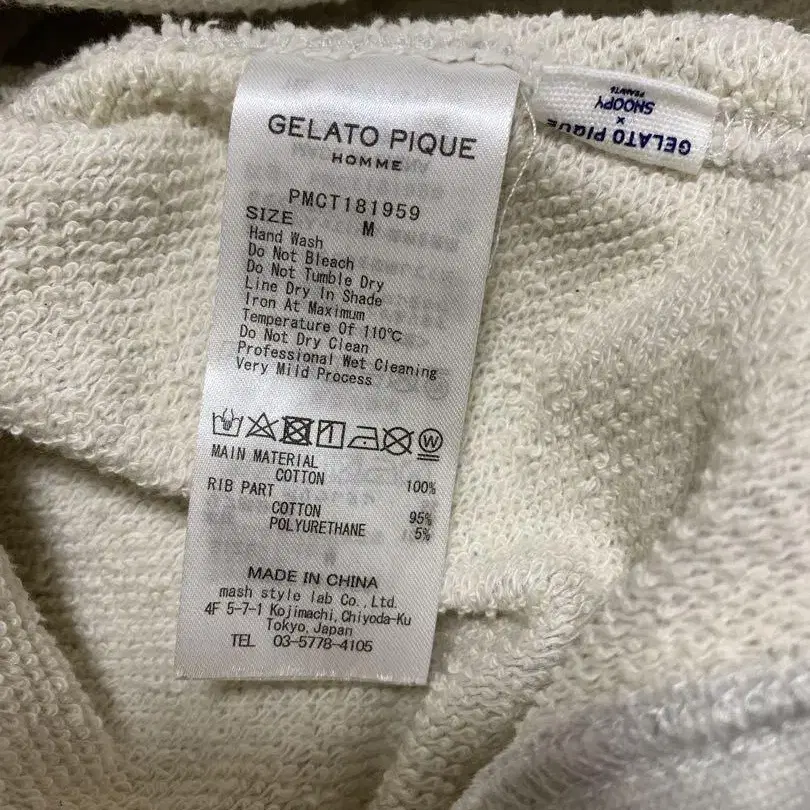 GELATO PIQUE
HOMME
PMCT181959
SIZE M
Hand Wash
Do Not Bleach
Do Not Tumble Dry
Line Dry In Shade
Iron At Maximum
Temperature Of 110℃
Do Not Dry Clean
Professional Wet Cleaning
Very Mild Process
W
MAIN MATERIAL
COTTON 100%
RIB PART
COTTON 95%
POLYURETHANE 5%
MADE IN CHINA
mash style lab Co.,Ltd.
4F 5-7-1 Kojimachi,Chiyoda-Ku
Tokyo,Japan
TEL 03-5778-4105
GELATO PIQUE
×
SNOOPY
PEANUTS